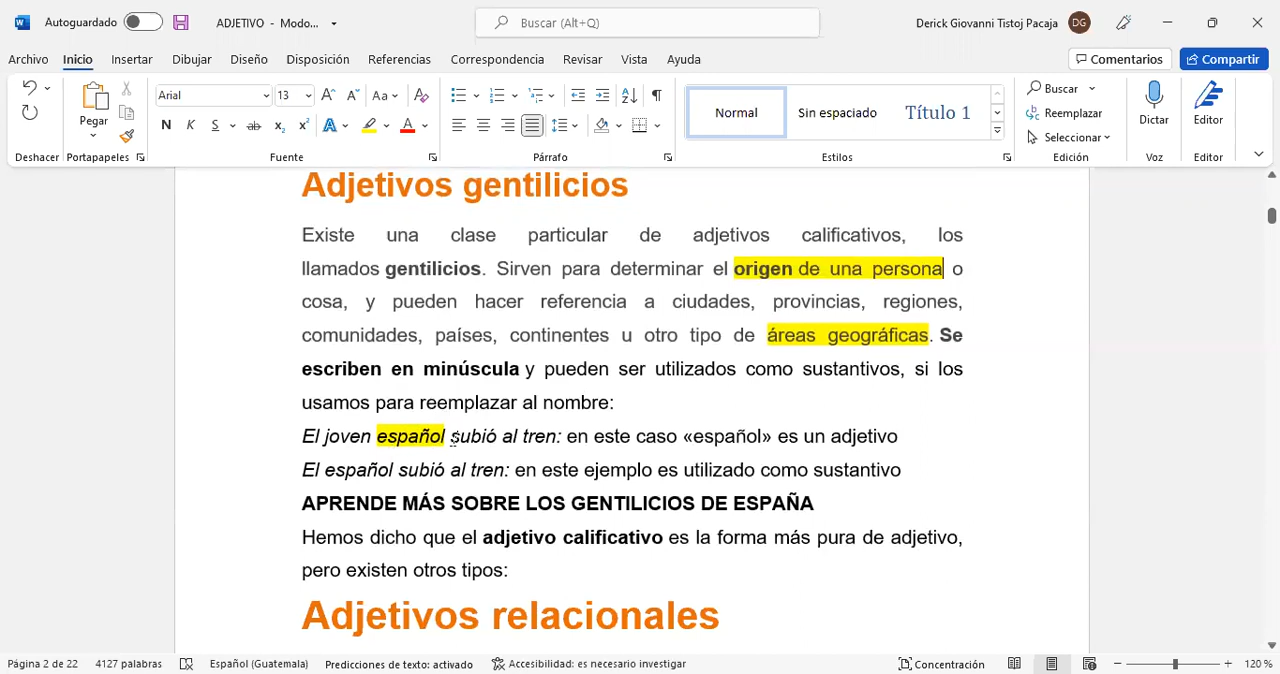 Autoguardado
ADJETIVO - Modo...
Buscar (Alt+Q)
Derick Giovanni Tistoj Pacaja
DG
Archivo Inicio Insertar Dibujar Diseño Disposición Referencias Correspondencia Revisar Vista Ayuda
Comentarios
Compartir
Pegar
Arial
13
Aa
N K S ab x₂ x² A A
Normal
Sin espaciado
Título 1
Buscar
Reemplazar
Seleccionar
Dictar
Editor
Deshacer
Portapapeles
Fuente
Párrafo
Estilos
Edición
Voz
Editor
Adjetivos gentilicios
Existe una clase particular de adjetivos calificativos, los
llamados gentilicios. Sirven para determinar el origen de una persona o
cosa, y pueden hacer referencia a ciudades, provincias, regiones,
comunidades, países, continentes u otro tipo de áreas geográficas. Se
escriben en minúscula y pueden ser utilizados como sustantivos, si los
usamos para reemplazar al nombre:
El joven español subió al tren: en este caso «español» es un adjetivo
El español subió al tren: en este ejemplo es utilizado como sustantivo
APRENDE MÁS SOBRE LOS GENTILICIOS DE ESPAÑA
Hemos dicho que el adjetivo calificativo es la forma más pura de adjetivo,
pero existen otros tipos:
Adjetivos relacionales
Página 2 de 22
4127 palabras
Español (Guatemala)
Predicciones de texto: activado
Accesibilidad: es necesario investigar
Concentración
120 %